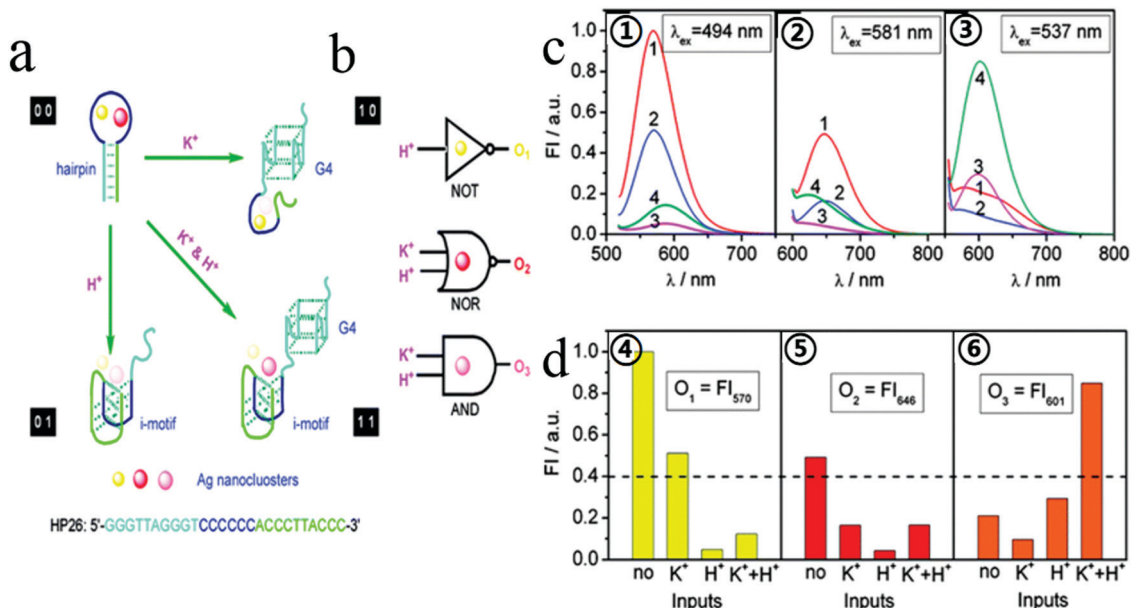 a
0 0
1 0
hairpin
K⁺
G4
K⁺ & H⁺
H⁺
G4
0 1
i-motif
i-motif
1 1
Ag nanocluosters
HP26: 5'-GGGTTAGGGTCCCCCCACCCTTACCC-3'
b
H⁺
O₁
NOT
K⁺
H⁺
O₂
NOR
K⁺
H⁺
O₃
AND
c
① λex=494 nm
② λex=581 nm
③ λex=537 nm
FI / a.u.
1.0
0.8
0.6
0.4
0.2
0.0
1
2
4
3
1
4
2
3
4
3
1
2
500 600 700
600 700 800
600 700 800
λ / nm
λ / nm
λ / nm
d
④
⑤
⑥
O₁ = FI₅₇₀
O₂ = FI₆₄₆
O₃ = FI₆₀₁
FI / a.u.
1.0
0.8
0.6
0.4
0.2
0.0
no K⁺ H⁺ K⁺+H⁺
no K⁺ H⁺ K⁺+H⁺
no K⁺ H⁺ K⁺+H⁺
Inputs
Inputs
Inputs